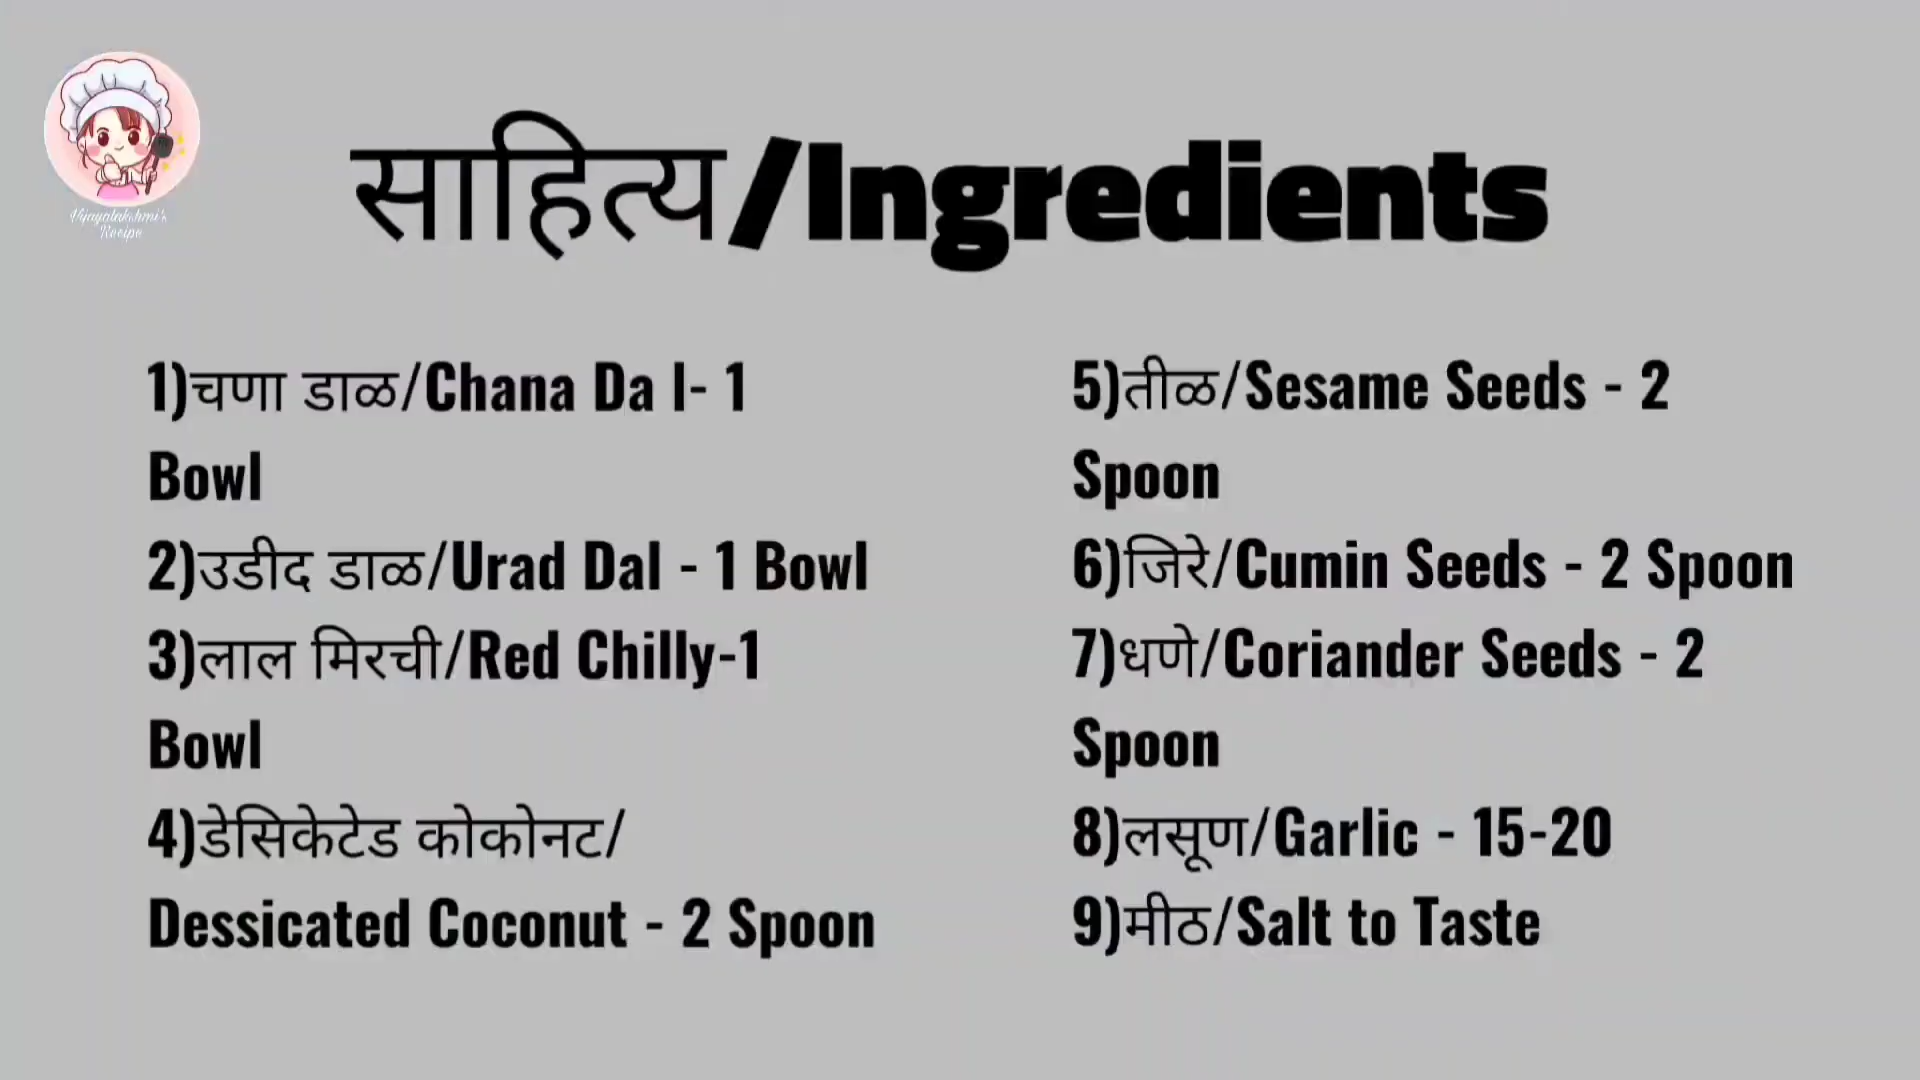 Vijayalakshmi's
Recipe
साहित्य/Ingredients
1)चणा डाळ/Chana Da l- 1
Bowl
2)उडीद डाळ/Urad Dal - 1 Bowl
3)लाल मिरची/Red Chilly-1
Bowl
4)डेसिकेटेड कोकोनट/
Dessicated Coconut - 2 Spoon
5)तीळ/Sesame Seeds - 2
Spoon
6)जिरे/Cumin Seeds - 2 Spoon
7)धणे/Coriander Seeds - 2
Spoon
8)लसूण/Garlic - 15-20
9)मीठ/Salt to Taste